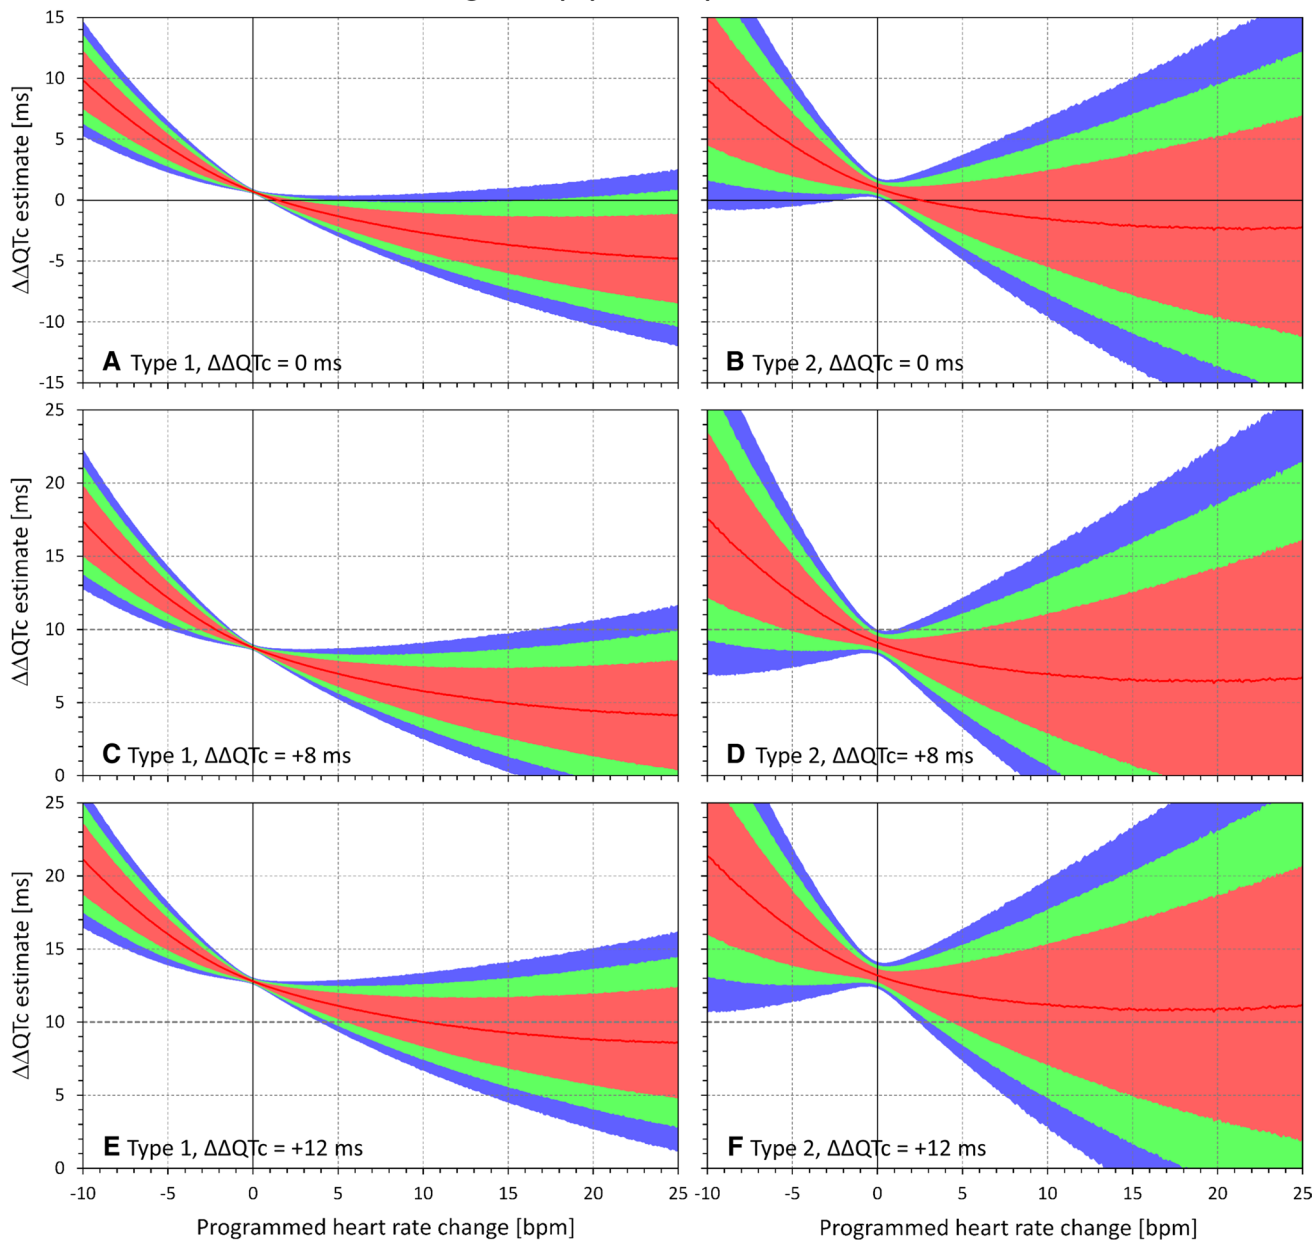 15
10
5
0
-5
-10
-15
ΔΔQTc estimate [ms]
A Type 1, ΔΔQTc = 0 ms
B Type 2, ΔΔQTc = 0 ms
25
20
15
10
5
0
ΔΔQTc estimate [ms]
C Type 1, ΔΔQTc = +8 ms
D Type 2, ΔΔQTc= +8 ms
25
20
15
10
5
0
ΔΔQTc estimate [ms]
E Type 1, ΔΔQTc = +12 ms
F Type 2, ΔΔQTc = +12 ms
-10 -5 0 5 10 15 20 25
-10 -5 0 5 10 15 20 25
Programmed heart rate change [bpm]
Programmed heart rate change [bpm]